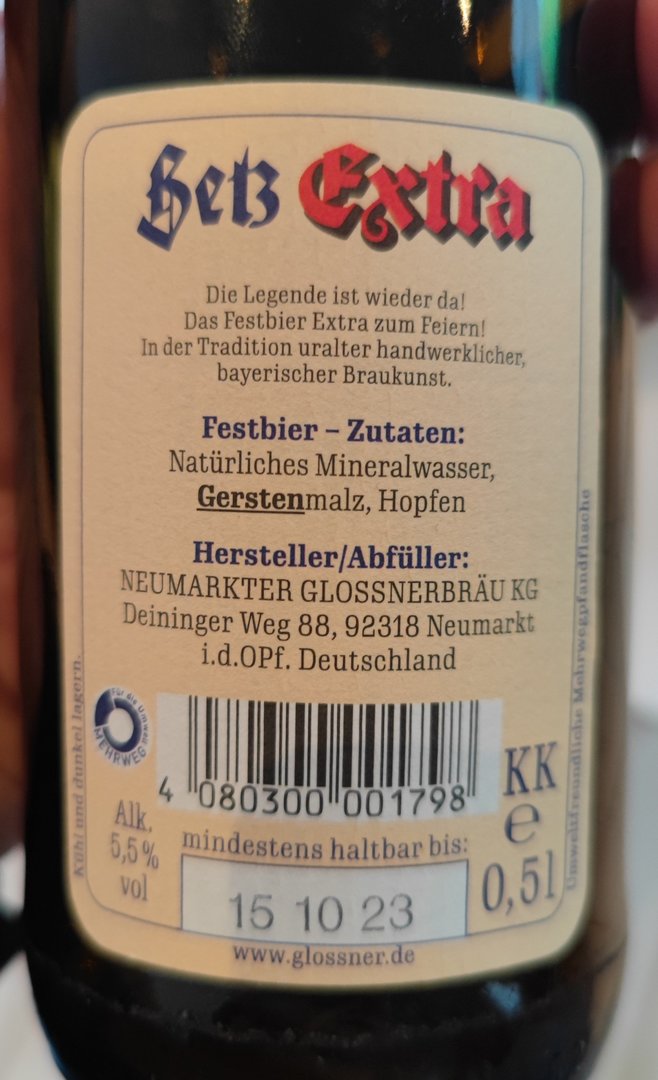 Hetz Extra
Die Legende ist wieder da!
Das Festbier Extra zum Feiern!
In der Tradition uralter handwerklicher,
bayerischer Braukunst.
Festbier – Zutaten:
Natürliches Mineralwasser,
Gerstenmalz, Hopfen
Hersteller/Abfüller:
NEUMARKTER GLOSSNERBRÄU KG
Deininger Weg 88, 92318 Neumarkt
i.d.OPf. Deutschland
Kühl und dunkel lagern.
Umweltfreundliche Mehrwegpfandflasche
Für die Umwelt
MEHRWEG
4 080300 001798
KK
e
0,5l
Alk.
5,5%
vol
mindestens haltbar bis:
15 10 23
www.glossner.de